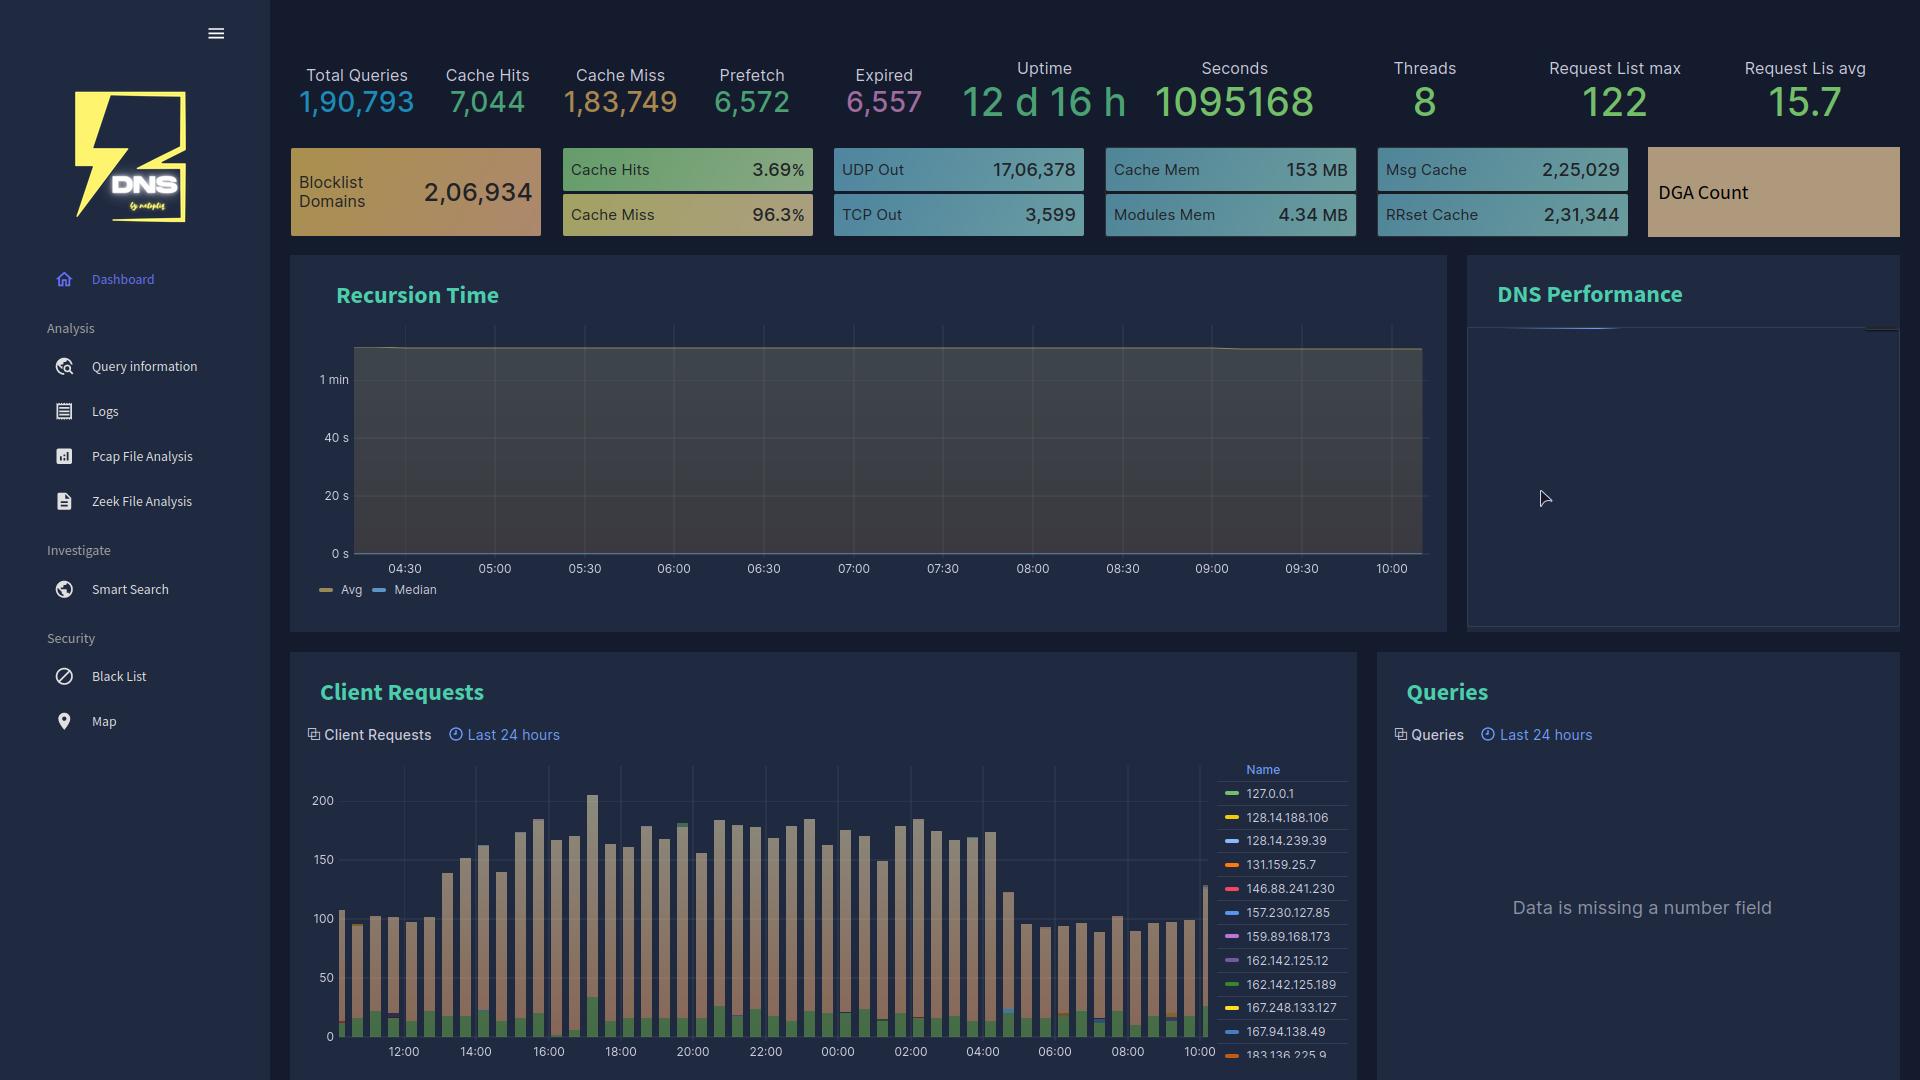 DNS
by netopiiq
Dashboard
Analysis
Query information
Logs
Pcap File Analysis
Zeek File Analysis
Investigate
Smart Search
Security
Black List
Map
Total Queries
1,90,793
Cache Hits
7,044
Cache Miss
1,83,749
Prefetch
6,572
Expired
6,557
Uptime
12 d 16 h
Seconds
1095168
Threads
8
Request List max
122
Request Lis avg
15.7
Blocklist
Domains
2,06,934
Cache Hits 3.69%
Cache Miss 96.3%
UDP Out 17,06,378
TCP Out 3,599
Cache Mem 153 MB
Modules Mem 4.34 MB
Msg Cache 2,25,029
RRset Cache 2,31,344
DGA Count
Recursion Time
1 min
40 s
20 s
0 s
04:30 05:00 05:30 06:00 06:30 07:00 07:30 08:00 08:30 09:00 09:30 10:00
Avg Median
DNS Performance
Client Requests
Client Requests Last 24 hours
200
150
100
50
0
12:00 14:00 16:00 18:00 20:00 22:00 00:00 02:00 04:00 06:00 08:00 10:00
Name
127.0.0.1
128.14.188.106
128.14.239.39
131.159.25.7
146.88.241.230
157.230.127.85
159.89.168.173
162.142.125.12
162.142.125.189
167.248.133.127
167.94.138.49
183.136.225.9
Queries
Queries Last 24 hours
Data is missing a number field